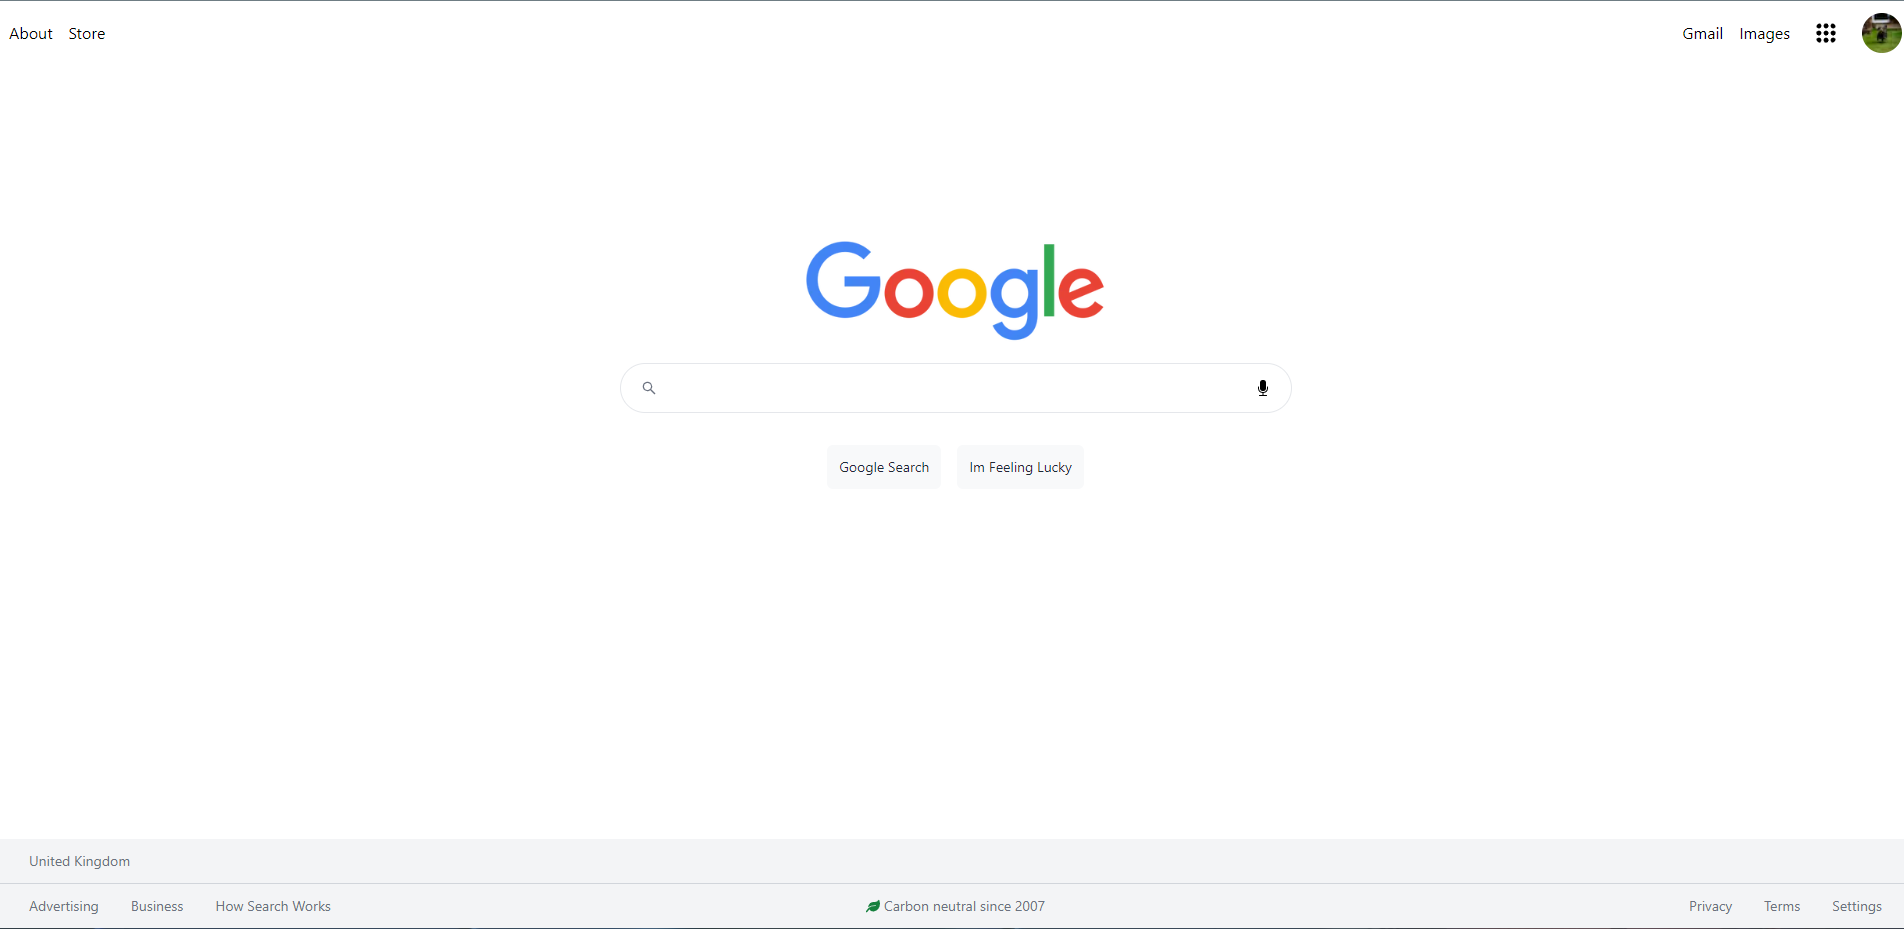 About Store Gmail Images
Google
Google Search Im Feeling Lucky
United Kingdom
Advertising Business How Search Works Carbon neutral since 2007 Privacy Terms Settings